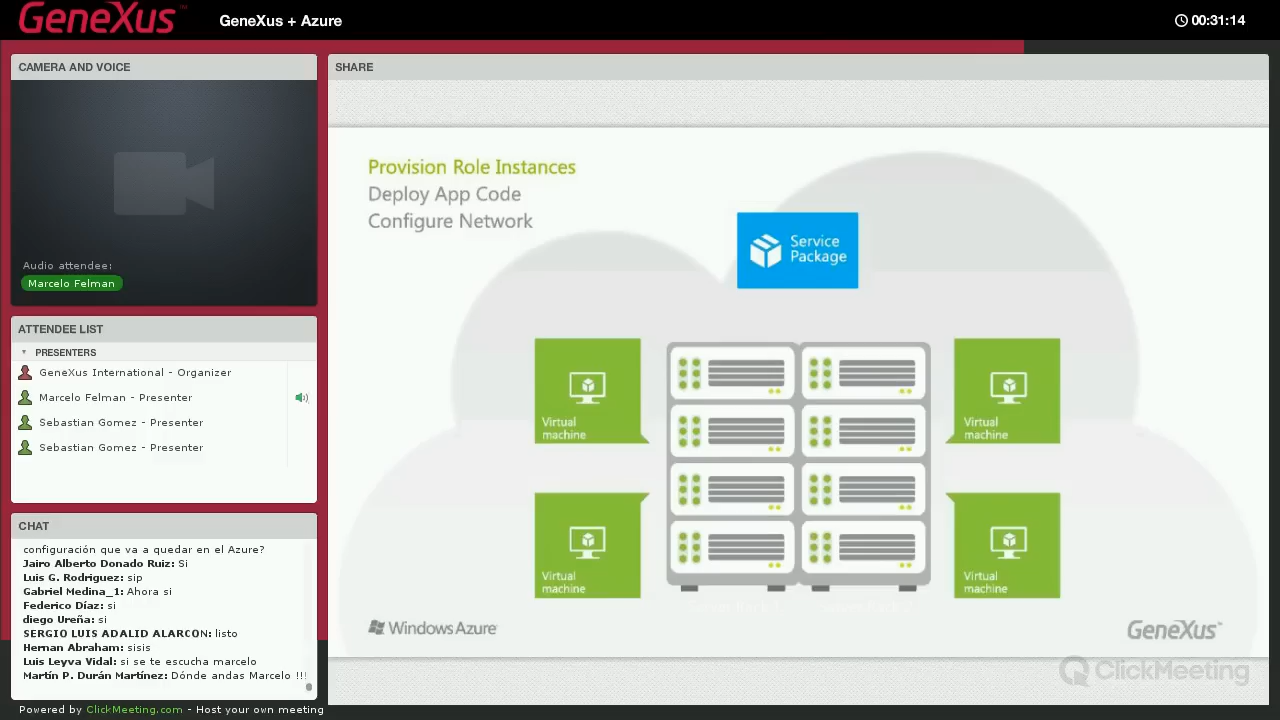 GeneXus™
GeneXus + Azure
00:31:14
CAMERA AND VOICE
Audio attendee:
Marcelo Felman
ATTENDEE LIST
PRESENTERS
GeneXus International - Organizer
Marcelo Felman - Presenter
Sebastian Gomez - Presenter
Sebastian Gomez - Presenter
CHAT
configuración que va a quedar en el Azure?
Jairo Alberto Donado Ruiz: Si
Luis G. Rodriguez: sip
Gabriel Medina_1: Ahora si
Federico Díaz: si
diego Ureña: si
SERGIO LUIS ADALID ALARCON: listo
Hernan Abraham: sisis
Luis Leyva Vidal: si se te escucha marcelo
Martín P. Durán Martínez: Dónde andas Marcelo !!!
Powered by ClickMeeting.com - Host your own meeting
SHARE
Provision Role Instances
Deploy App Code
Configure Network
Service
Package
Virtual
machine
Virtual
machine
Virtual
machine
Virtual
machine
Windows Azure
GeneXus™
ClickMeeting